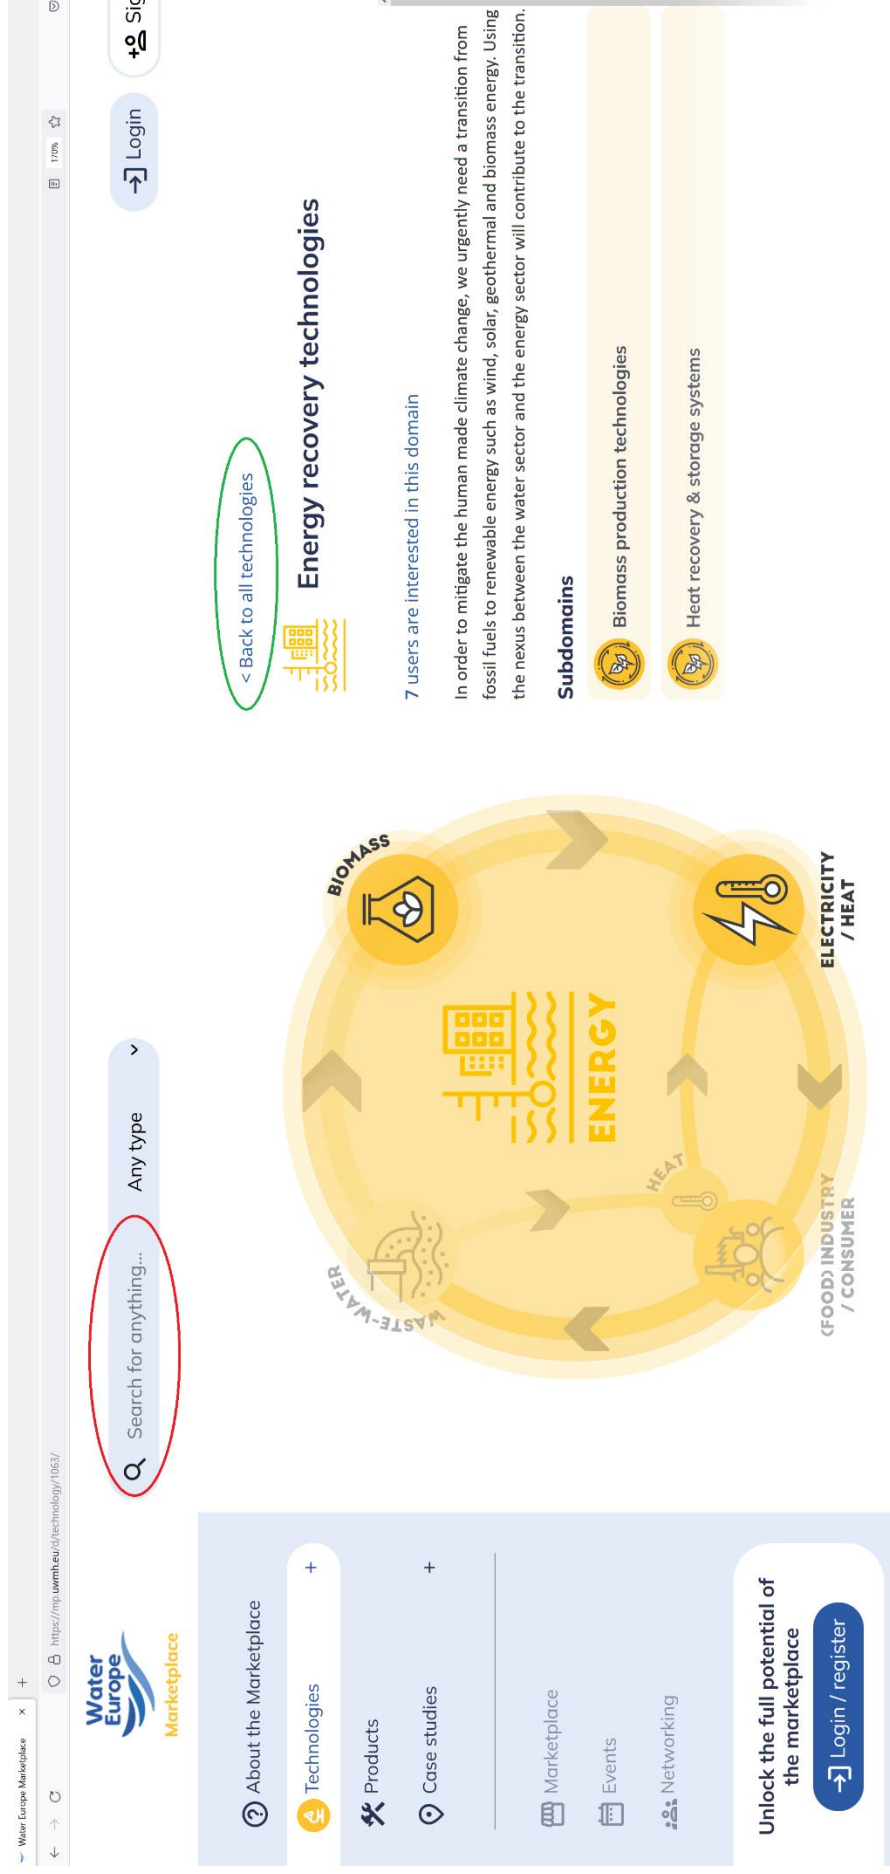 Water Europe Marketplace
https://mp.uwmh.eu/d/technology/1063/
170%
Water
Europe
Marketplace
Search for anything...
Any type
Login
About the Marketplace
Technologies
Products
Case studies
Marketplace
Events
Networking
Unlock the full potential of
the marketplace
Login / register
BIOMASS
WASTE-WATER
ENERGY
HEAT
ELECTRICITY
/ HEAT
(FOOD) INDUSTRY
/ CONSUMER
< Back to all technologies
Energy recovery technologies
7 users are interested in this domain
In order to mitigate the human made climate change, we urgently need a transition from
fossil fuels to renewable energy such as wind, solar, geothermal and biomass energy. Using
the nexus between the water sector and the energy sector will contribute to the transition.
Subdomains
Biomass production technologies
Heat recovery & storage systems